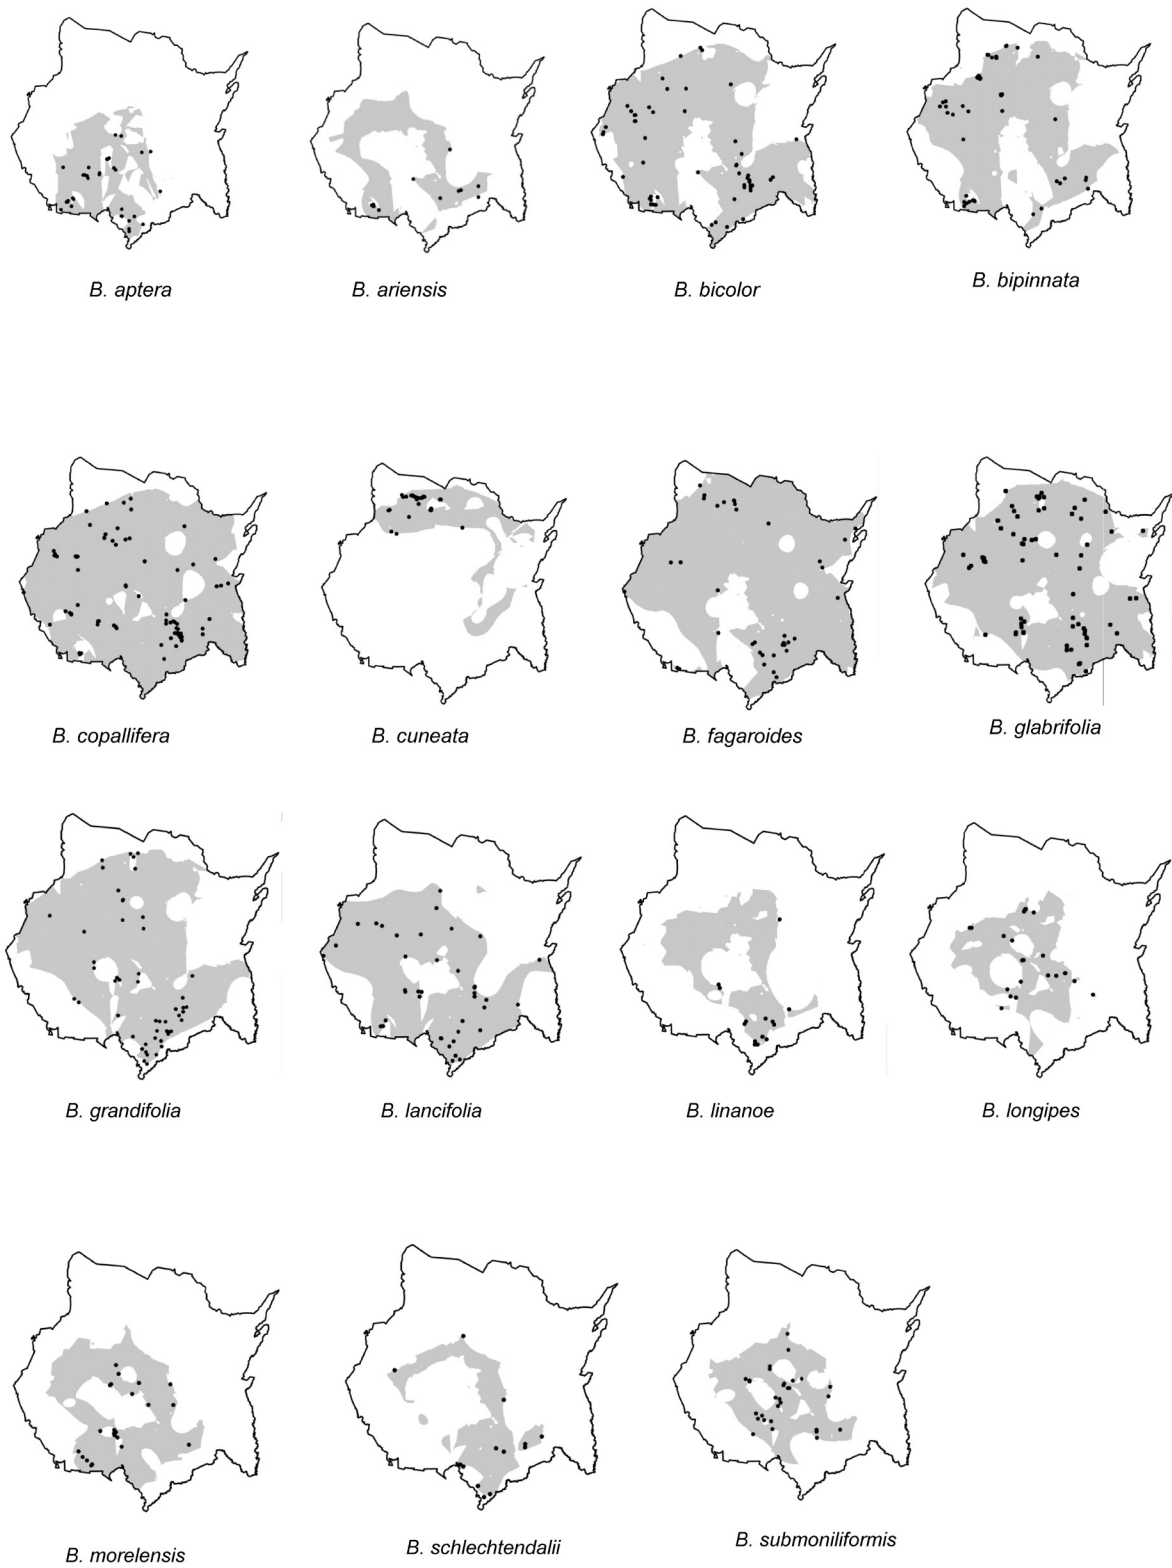 B. aptera
B. ariensis
B. bicolor
B. bipinnata
B. copallifera
B. cuneata
B. fagaroides
B. glabrifolia
B. grandifolia
B. lancifolia
B. linanoe
B. longipes
B. morelensis
B. schlechtendalii
B. submoniliformis